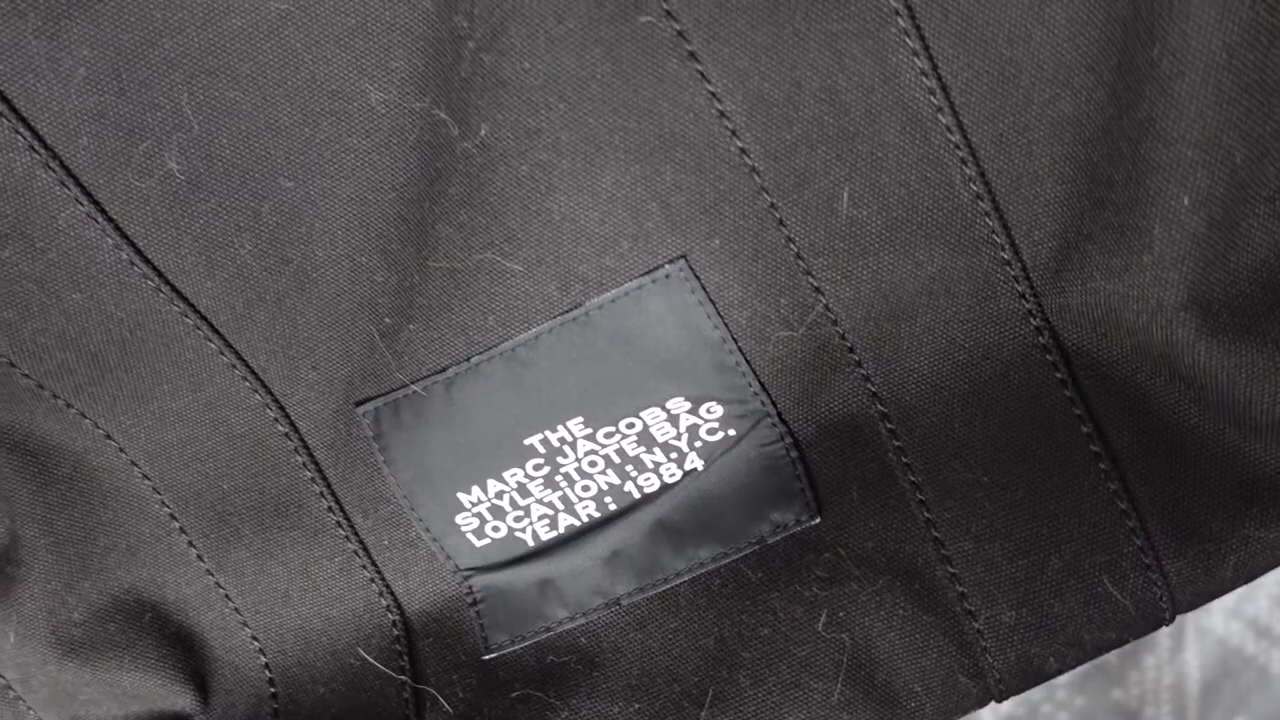 THE
MARC JACOBS
STYLE : TOTE BAG
LOCATION : N.Y.C.
YEAR : 1984